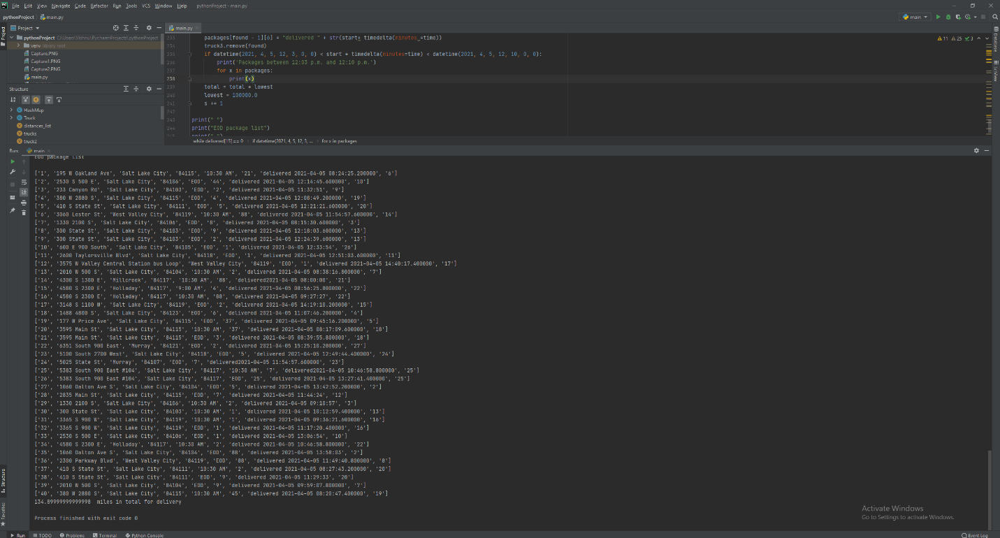 PC File Edit View Navigate Code Refactor Run Tools VCS Window Help pythonProject - main.py
pythonProject main.py main
Project main.py
pythonProject C:\Users\Vishnu\PycharmProjects\pythonProject
venv library root
Capture.PNG
Capture1.PNG
Capture2.PNG
main.py
Structure
HashMap
Truck
distances_list
trucks
truck2
11 25 3
233 packages[found - 1][6] = "delivered " + str(start+ timedelta(minutes_=time))
234 truck3.remove(found)
235 if datetime(2021, 4, 5, 12, 3, 0, 0) < start + timedelta(minutes=time) < datetime(2021, 4, 5, 12, 10, 0, 0):
236 print('Packages between 12:03 p.m. and 12:10 p.m.')
237 for x in packages:
238 print(x)
239 total = total + lowest
240 lowest = 100000.0
241 s += 1
242
243 print(" ")
244 print("EOD package list")
245 print(" ")
while delivered[15] == 0 › if datetime(2021, 4, 5, 12, 3, ... › for x in packages
Database
SciView
Project
Structure
Favorites
Run: main
EOD package list
['1', '195 W Oakland Ave', 'Salt Lake City', '84115', '10:30 AM', '21', 'delivered 2021-04-05 08:24:25.200000', '6']
['2', '2530 S 500 E', 'Salt Lake City', '84106', 'EOD', '44', 'delivered 2021-04-05 12:14:45.600000', '10']
['3', '233 Canyon Rd', 'Salt Lake City', '84103', 'EOD', '2', 'delivered 2021-04-05 11:32:51', '9']
['4', '380 W 2880 S', 'Salt Lake City', '84115', 'EOD', '4', 'delivered 2021-04-05 12:08:49.200000', '19']
['5', '410 S State St', 'Salt Lake City', '84111', 'EOD', '5', 'delivered 2021-04-05 12:21:21.600000', '20']
['6', '3060 Lester St', 'West Valley City', '84119', '10:30 AM', '88', 'delivered 2021-04-05 11:54:57.600000', '14']
['7', '1330 2100 S', 'Salt Lake City', '84106', 'EOD', '8', 'delivered 2021-04-05 08:15:30.600000', '3']
['8', '300 State St', 'Salt Lake City', '84103', 'EOD', '9', 'delivered 2021-04-05 12:18:03.600000', '13']
['9', '300 State St', 'Salt Lake City', '84103', 'EOD', '2', 'delivered 2021-04-05 12:24:39.600000', '13']
['10', '600 E 900 South', 'Salt Lake City', '84105', 'EOD', '1', 'delivered 2021-04-05 12:33:54', '26']
['11', '2600 Taylorsville Blvd', 'Salt Lake City', '84118', 'EOD', '1', 'delivered 2021-04-05 12:51:03.600000', '11']
['12', '3575 W Valley Central Station bus Loop', 'West Valley City', '84119', 'EOD', '1', 'delivered 2021-04-05 14:40:17.400000', '17']
['13', '2010 W 500 S', 'Salt Lake City', '84104', '10:30 AM', '2', 'delivered 2021-04-05 08:38:16.800000', '7']
['14', '4300 S 1300 E', 'Millcreek', '84117', '10:30 AM', '88', 'delivered2021-04-05 08:00:00', '21']
['15', '4580 S 2300 E', 'Holladay', '84117', '9:00 AM', '4', 'delivered 2021-04-05 08:56:25.800000', '22']
['16', '4580 S 2300 E', 'Holladay', '84117', '10:30 AM', '88', 'delivered 2021-04-05 09:27:27', '22']
['17', '3148 S 1100 W', 'Salt Lake City', '84119', 'EOD', '2', 'delivered 2021-04-05 14:19:10.200000', '15']
['18', '1488 4800 S', 'Salt Lake City', '84123', 'EOD', '6', 'delivered 2021-04-05 11:07:46.200000', '4']
['19', '177 W Price Ave', 'Salt Lake City', '84115', 'EOD', '37', 'delivered 2021-04-05 09:45:16.200000', '5']
['20', '3595 Main St', 'Salt Lake City', '84115', '10:30 AM', '37', 'delivered 2021-04-05 08:17:09.600000', '18']
['21', '3595 Main St', 'Salt Lake City', '84115', 'EOD', '3', 'delivered 2021-04-05 08:39:55.800000', '18']
['22', '6351 South 900 East', 'Murray', '84121', 'EOD', '2', 'delivered 2021-04-05 15:25:10.200000', '27']
['23', '5100 South 2700 West', 'Salt Lake City', '84118', 'EOD', '5', 'delivered 2021-04-05 12:49:44.400000', '24']
['24', '5025 State St', 'Murray', '84107', 'EOD', '7', 'delivered2021-04-05 11:54:57.600000', '23']
['25', '5383 South 900 East #104', 'Salt Lake City', '84117', '10:30 AM', '7', 'delivered2021-04-05 10:46:58.800000', '25']
['26', '5383 South 900 East #104', 'Salt Lake City', '84117', 'EOD', '25', 'delivered 2021-04-05 13:27:41.400000', '25']
['27', '1060 Dalton Ave S', 'Salt Lake City', '84104', 'EOD', '5', 'delivered 2021-04-05 13:42:52.200000', '2']
['28', '2835 Main St', 'Salt Lake City', '84115', 'EOD', '7', 'delivered 2021-04-05 11:44:24', '12']
['29', '1330 2100 S', 'Salt Lake City', '84106', '10:30 AM', '2', 'delivered 2021-04-05 09:10:57', '3']
['30', '300 State St', 'Salt Lake City', '84103', '10:30 AM', '1', 'delivered 2021-04-05 10:12:59.400000', '13']
['31', '3365 S 900 W', 'Salt Lake City', '84119', '10:30 AM', '1', 'delivered 2021-04-05 09:36:21.600000', '16']
['32', '3365 S 900 W', 'Salt Lake City', '84119', 'EOD', '1', 'delivered 2021-04-05 11:17:20.400000', '16']
['33', '2530 S 500 E', 'Salt Lake City', '84106', 'EOD', '1', 'delivered 2021-04-05 13:06:54', '10']
['34', '4580 S 2300 E', 'Holladay', '84117', '10:30 AM', '2', 'delivered 2021-04-05 10:46:58.800000', '22']
['35', '1060 Dalton Ave S', 'Salt Lake City', '84104', 'EOD', '88', 'delivered 2021-04-05 13:58:03', '2']
['36', '2300 Parkway Blvd', 'West Valley City', '84119', 'EOD', '88', 'delivered 2021-04-05 11:49:40.800000', '8']
['37', '410 S State St', 'Salt Lake City', '84111', '10:30 AM', '2', 'delivered 2021-04-05 08:27:43.200000', '20']
['38', '410 S State St', 'Salt Lake City', '84111', 'EOD', '9', 'delivered 2021-04-05 11:29:33', '20']
['39', '2010 W 500 S', 'Salt Lake City', '84104', 'EOD', '9', 'delivered 2021-04-05 09:59:07.800000', '7']
['40', '380 W 2880 S', 'Salt Lake City', '84115', '10:30 AM', '45', 'delivered 2021-04-05 08:20:47.400000', '19']
134.89999999999998  miles in total for delivery
Process finished with exit code 0
Activate Windows
Go to Settings to activate Windows.
Run TODO Problems Terminal Python Console Event Log